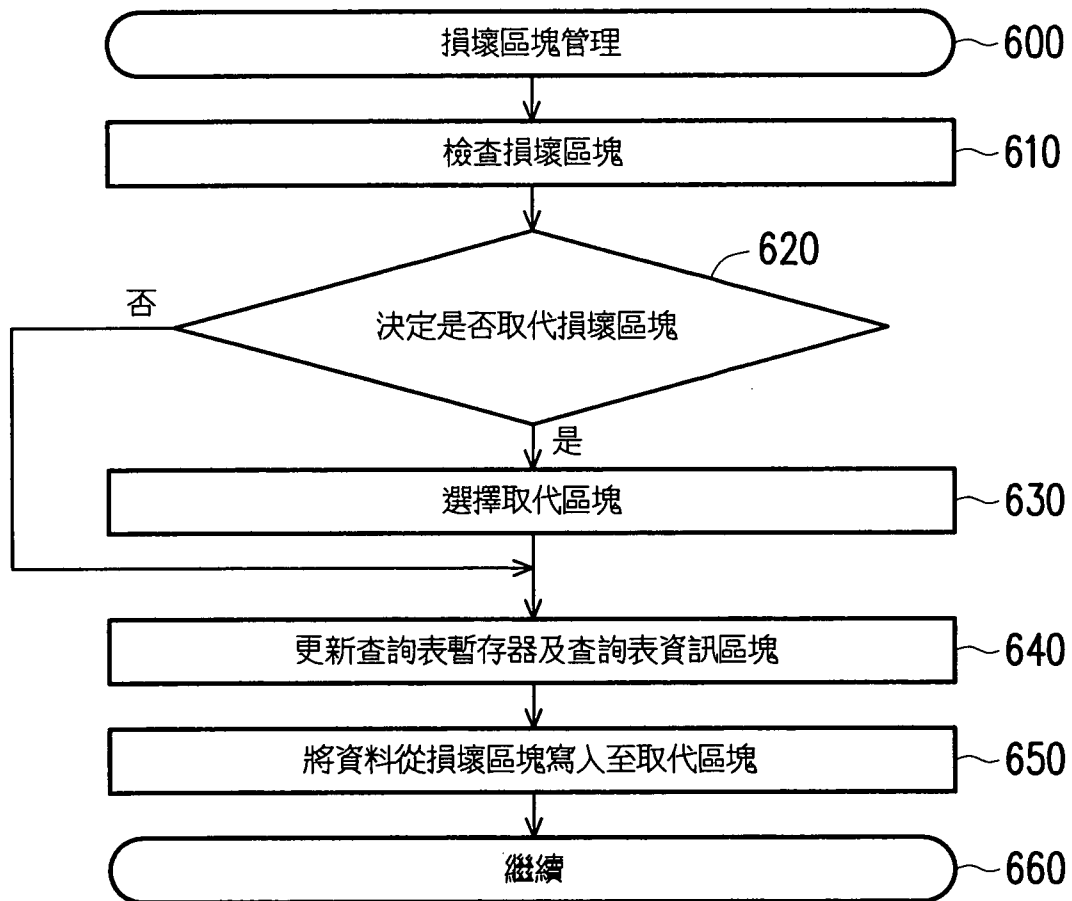 損壞區塊管理
600
檢查損壞區塊
610
620
否
決定是否取代損壞區塊
是
選擇取代區塊
630
更新查詢表暫存器及查詢表資訊區塊
640
將資料從損壞區塊寫入至取代區塊
650
繼續
660